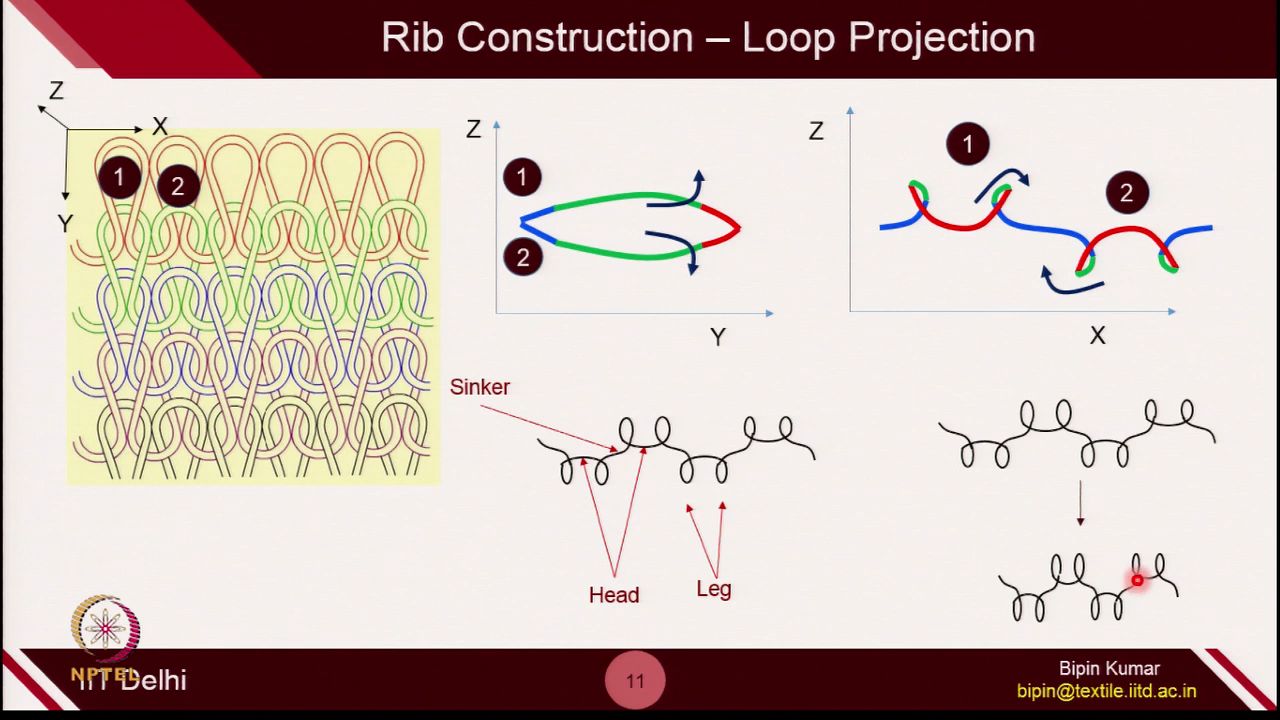 Rib Construction – Loop Projection
Z
X
Y
1
2
Z
1
2
Y
Z
1
2
X
Sinker
Head
Leg
NPTEL
IIT Delhi
11
Bipin Kumar
bipin@textile.iitd.ac.in